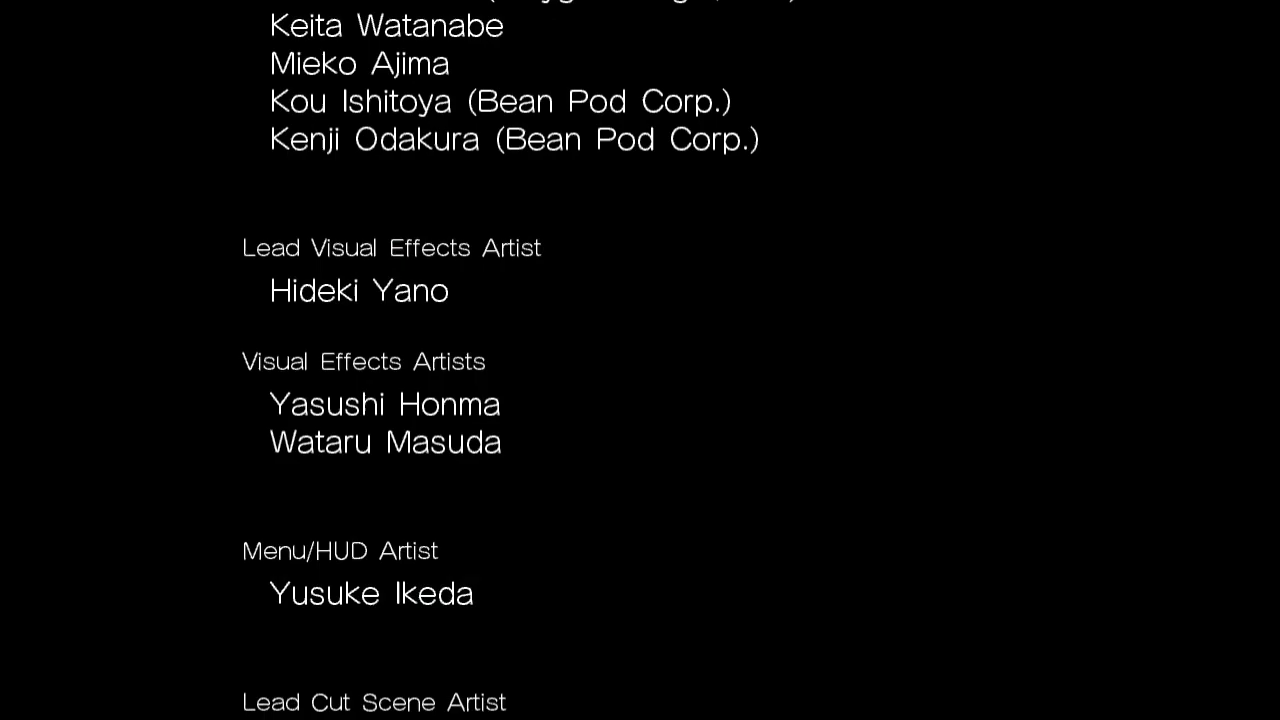 Keita Watanabe
Mieko Ajima
Kou Ishitoya (Bean Pod Corp.)
Kenji Odakura (Bean Pod Corp.)
Lead Visual Effects Artist
Hideki Yano
Visual Effects Artists
Yasushi Honma
Wataru Masuda
Menu/HUD Artist
Yusuke Ikeda
Lead Cut Scene Artist